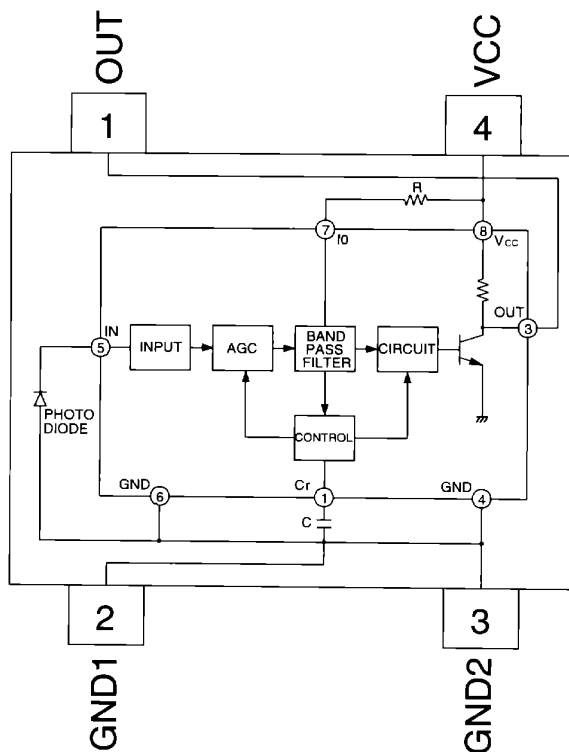 OUT
VCC
1
4
R
7
f0
8
Vcc
OUT
3
IN
5
INPUT
AGC
BAND
PASS
FILTER
CIRCUIT
PHOTO
DIODE
CONTROL
GND
6
Cr
1
GND
4
C
2
3
GND1
GND2